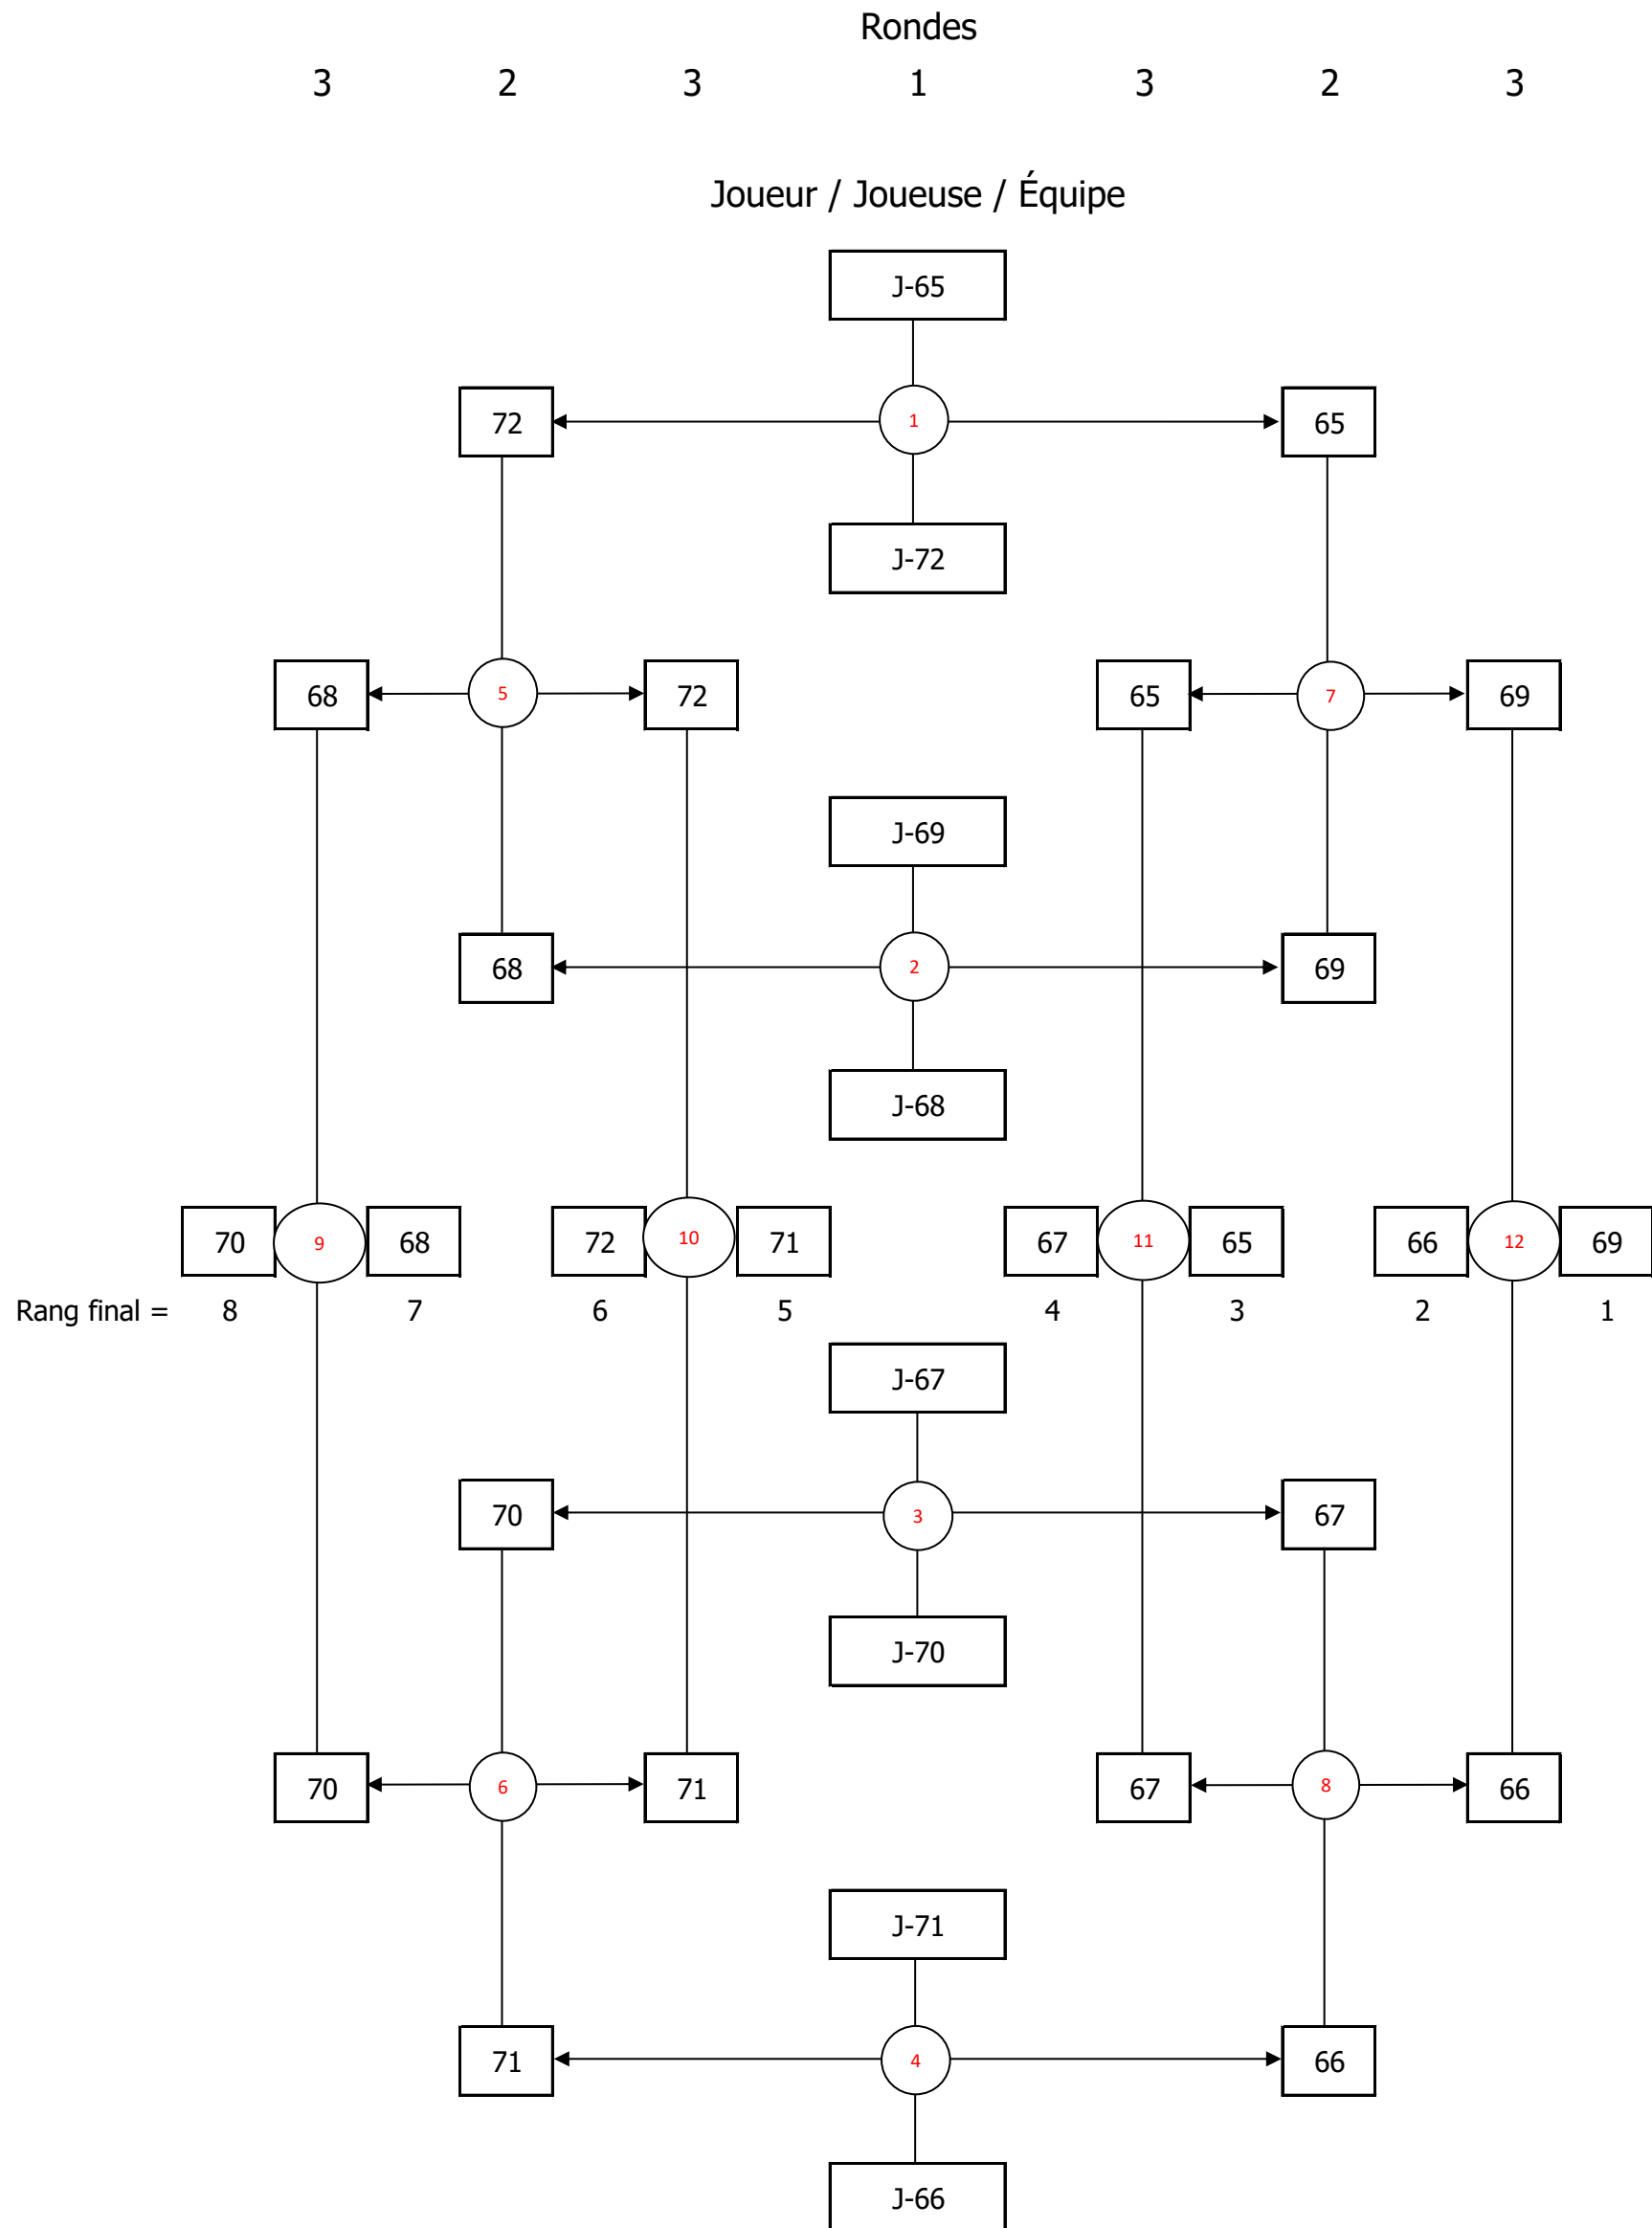 Rondes
3 2 3 1 3 2 3
Joueur / Joueuse / Équipe
J-65
72 1 65
J-72
68 5 72 65 7 69
J-69
68 2 69
J-68
70 9 68 72 10 71 67 11 65 66 12 69
Rang final = 8 7 6 5 4 3 2 1
J-67
70 3 67
J-70
70 6 71 67 8 66
J-71
71 4 66
J-66